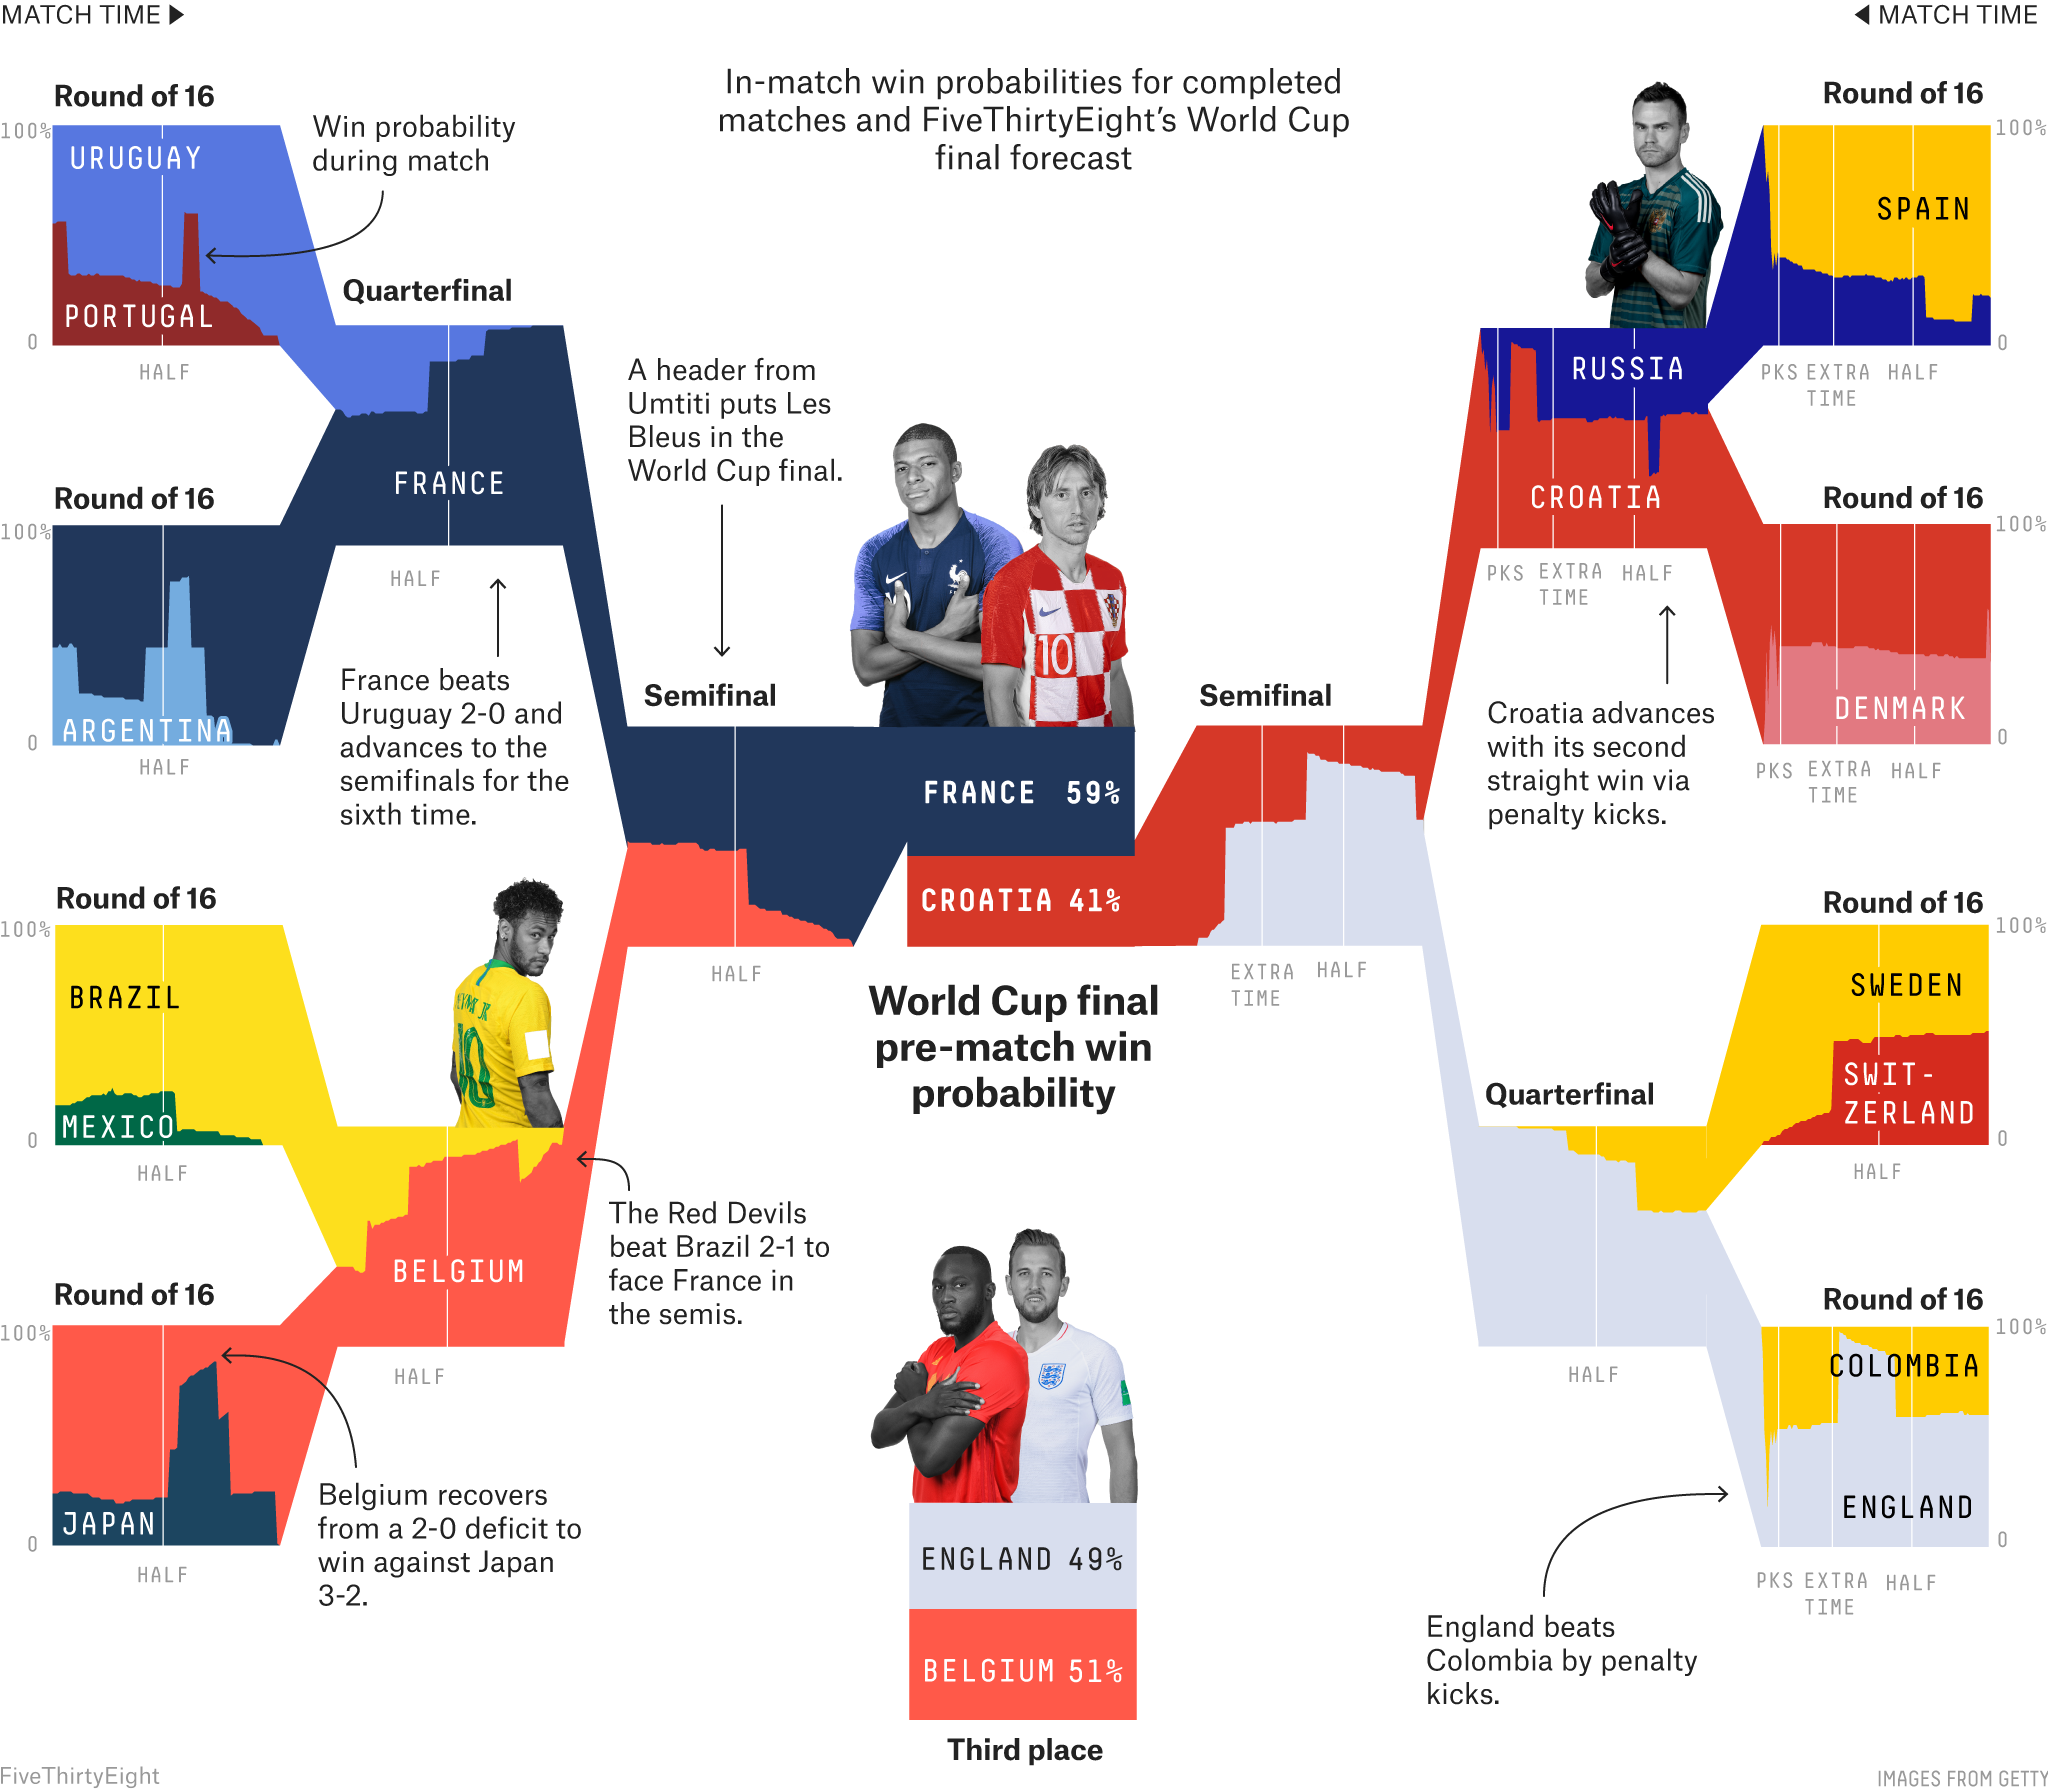 MATCH TIME ▶
◀ MATCH TIME
In-match win probabilities for completed
matches and FiveThirtyEight's World Cup
final forecast
Round of 16
100%
URUGUAY
PORTUGAL
0
HALF
Win probability
during match
Quarterfinal
FRANCE
HALF
Round of 16
100%
ARGENTINA
0
HALF
France beats
Uruguay 2-0 and
advances to the
semifinals for the
sixth time.
A header from
Umtiti puts Les
Bleus in the
World Cup final.
Semifinal
HALF
Round of 16
100%
BRAZIL
MEXICO
0
HALF
BELGIUM
HALF
The Red Devils
beat Brazil 2-1 to
face France in
the semis.
Round of 16
100%
JAPAN
0
HALF
Belgium recovers
from a 2-0 deficit to
win against Japan
3-2.
10
FRANCE 59%
CROATIA 41%
World Cup final
pre-match win
probability
Semifinal
EXTRA
TIME
HALF
NEYMAR JR
10
ENGLAND 49%
BELGIUM 51%
Third place
Round of 16
100%
SPAIN
0
PKS
EXTRA
TIME
HALF
RUSSIA
CROATIA
PKS
EXTRA
TIME
HALF
Round of 16
100%
DENMARK
0
PKS
EXTRA
TIME
HALF
Croatia advances
with its second
straight win via
penalty kicks.
Round of 16
100%
SWEDEN
SWIT-
ZERLAND
0
HALF
Quarterfinal
HALF
Round of 16
100%
COLOMBIA
ENGLAND
0
PKS
EXTRA
TIME
HALF
England beats
Colombia by penalty
kicks.
FiveThirtyEight
IMAGES FROM GETTY